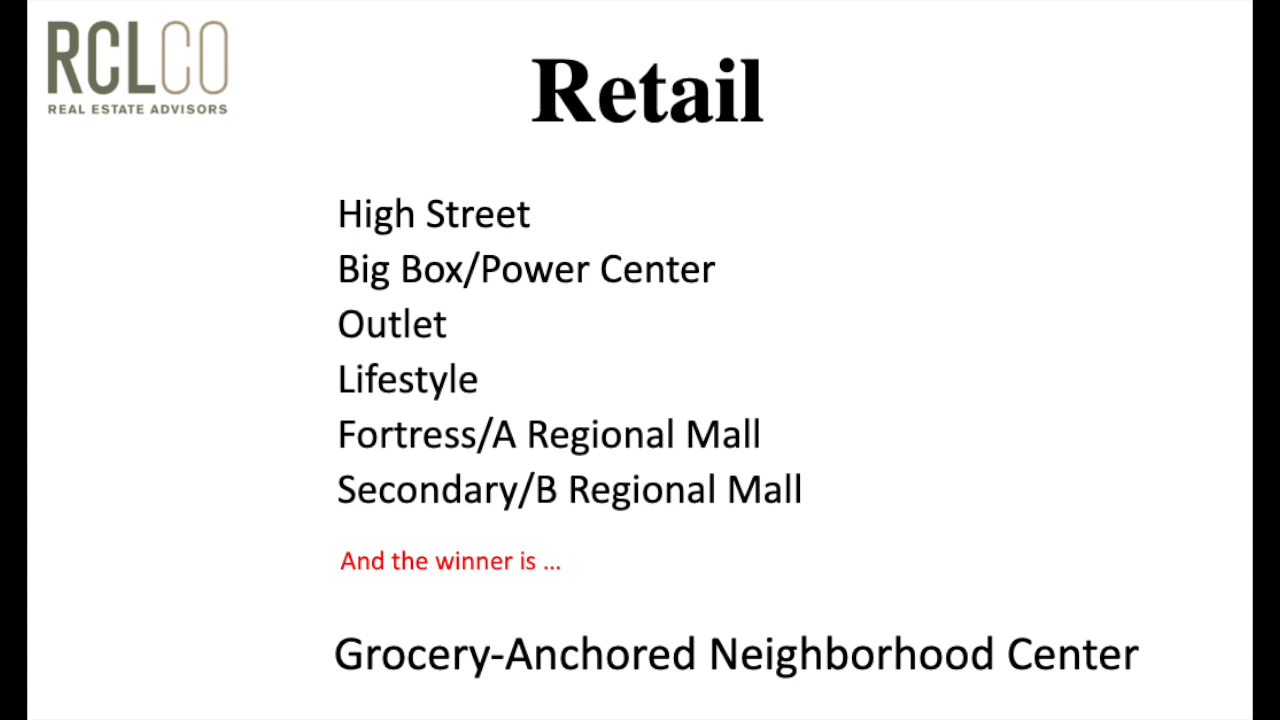 RCLCO
REAL ESTATE ADVISORS
Retail
High Street
Big Box/Power Center
Outlet
Lifestyle
Fortress/A Regional Mall
Secondary/B Regional Mall
And the winner is ...
Grocery-Anchored Neighborhood Center